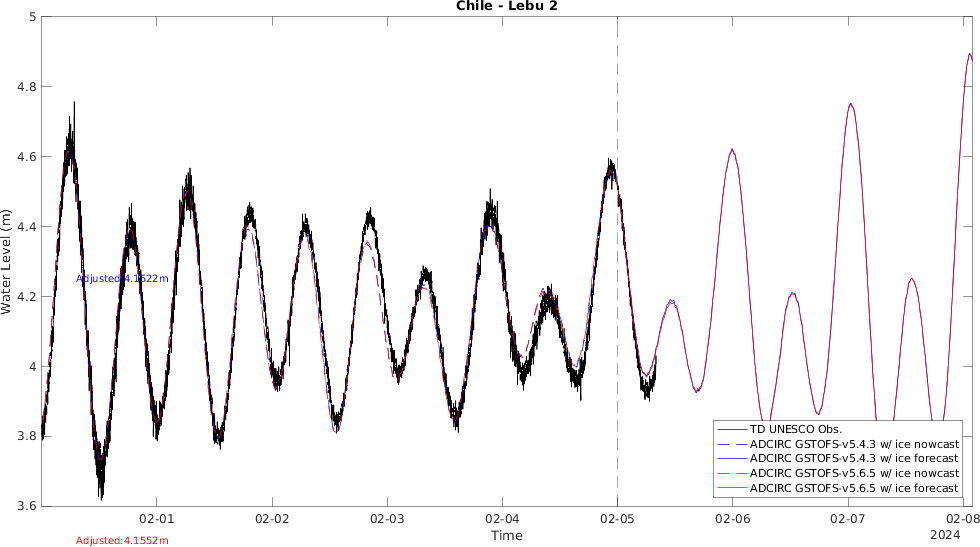 Chile - Lebu 2
5
4.8
4.6
4.4
4.2
4
3.8
3.6
Water Level (m)
Adjusted:4.1622m
Adjusted:4.1552m
02-01
02-02
02-03
02-04
02-05
02-06
02-07
02-08
Time
2024
TD UNESCO Obs.
ADCIRC GSTOFS-v5.4.3 w/ ice nowcast
ADCIRC GSTOFS-v5.4.3 w/ ice forecast
ADCIRC GSTOFS-v5.6.5 w/ ice nowcast
ADCIRC GSTOFS-v5.6.5 w/ ice forecast